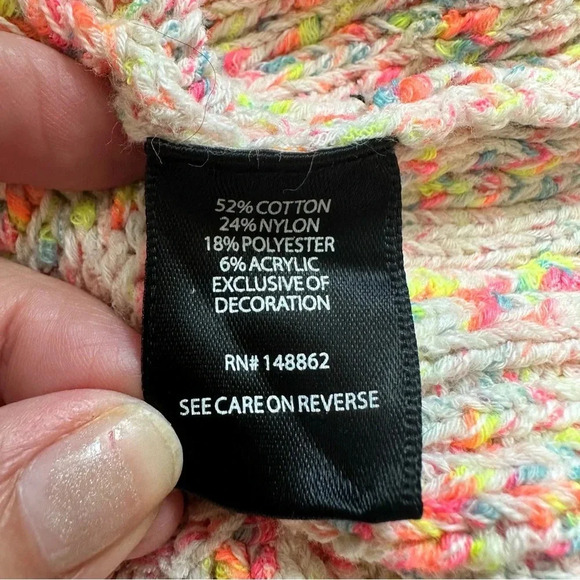 52% COTTON
24% NYLON
18% POLYESTER
6% ACRYLIC
EXCLUSIVE OF
DECORATION
RN# 148862
SEE CARE ON REVERSE